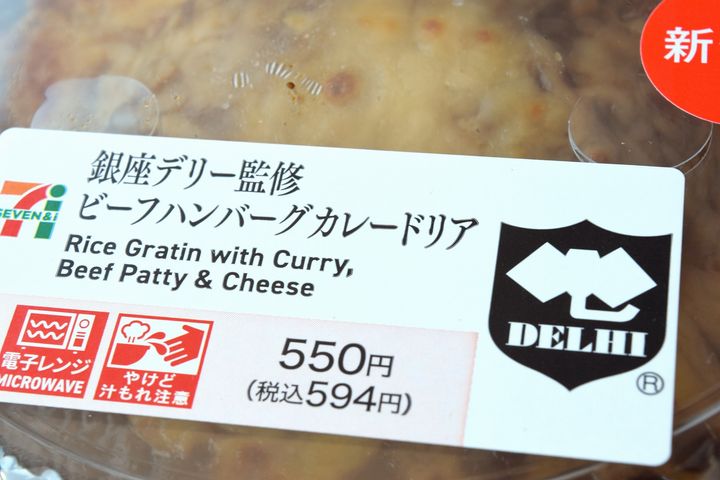 新
銀座デリー監修
ビーフハンバーグカレードリア
SEVEN&i
Rice Gratin with Curry,
Beef Patty & Cheese
DELHI
®
電子レンジ
MICROWAVE
やけど
汁もれ注意
550円
(税込594円)